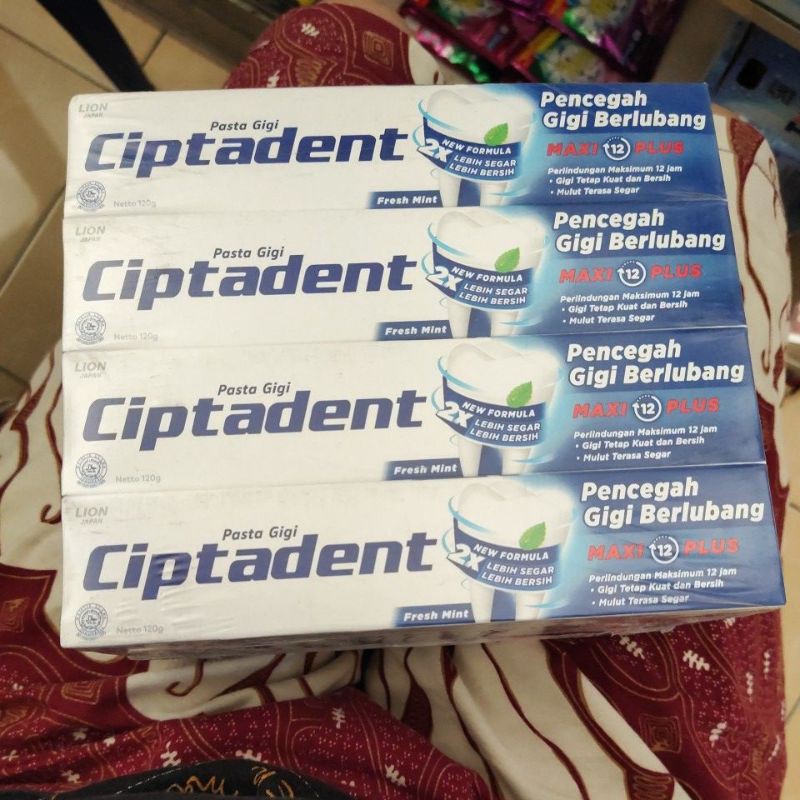 LION
JAPAN
Pasta Gigi
Ciptadent
Netto 120g
Fresh Mint
NEW FORMULA
2X LEBIH SEGAR
LEBIH BERSIH
Pencegah
Gigi Berlubang
MAXI 12 PLUS
Perlindungan Maksimum 12 jam
• Gigi Tetap Kuat dan Bersih
• Mulut Terasa Segar
LION
JAPAN
Pasta Gigi
Ciptadent
Netto 120g
Fresh Mint
NEW FORMULA
2X LEBIH SEGAR
LEBIH BERSIH
Pencegah
Gigi Berlubang
MAXI 12 PLUS
Perlindungan Maksimum 12 jam
• Gigi Tetap Kuat dan Bersih
• Mulut Terasa Segar
LION
JAPAN
Pasta Gigi
Ciptadent
Netto 120g
Fresh Mint
NEW FORMULA
2X LEBIH SEGAR
LEBIH BERSIH
Pencegah
Gigi Berlubang
MAXI 12 PLUS
Perlindungan Maksimum 12 jam
• Gigi Tetap Kuat dan Bersih
• Mulut Terasa Segar
LION
JAPAN
Pasta Gigi
Ciptadent
Netto 120g
Fresh Mint
NEW FORMULA
2X LEBIH SEGAR
LEBIH BERSIH
Pencegah
Gigi Berlubang
MAXI 12 PLUS
Perlindungan Maksimum 12 jam
• Gigi Tetap Kuat dan Bersih
• Mulut Terasa Segar